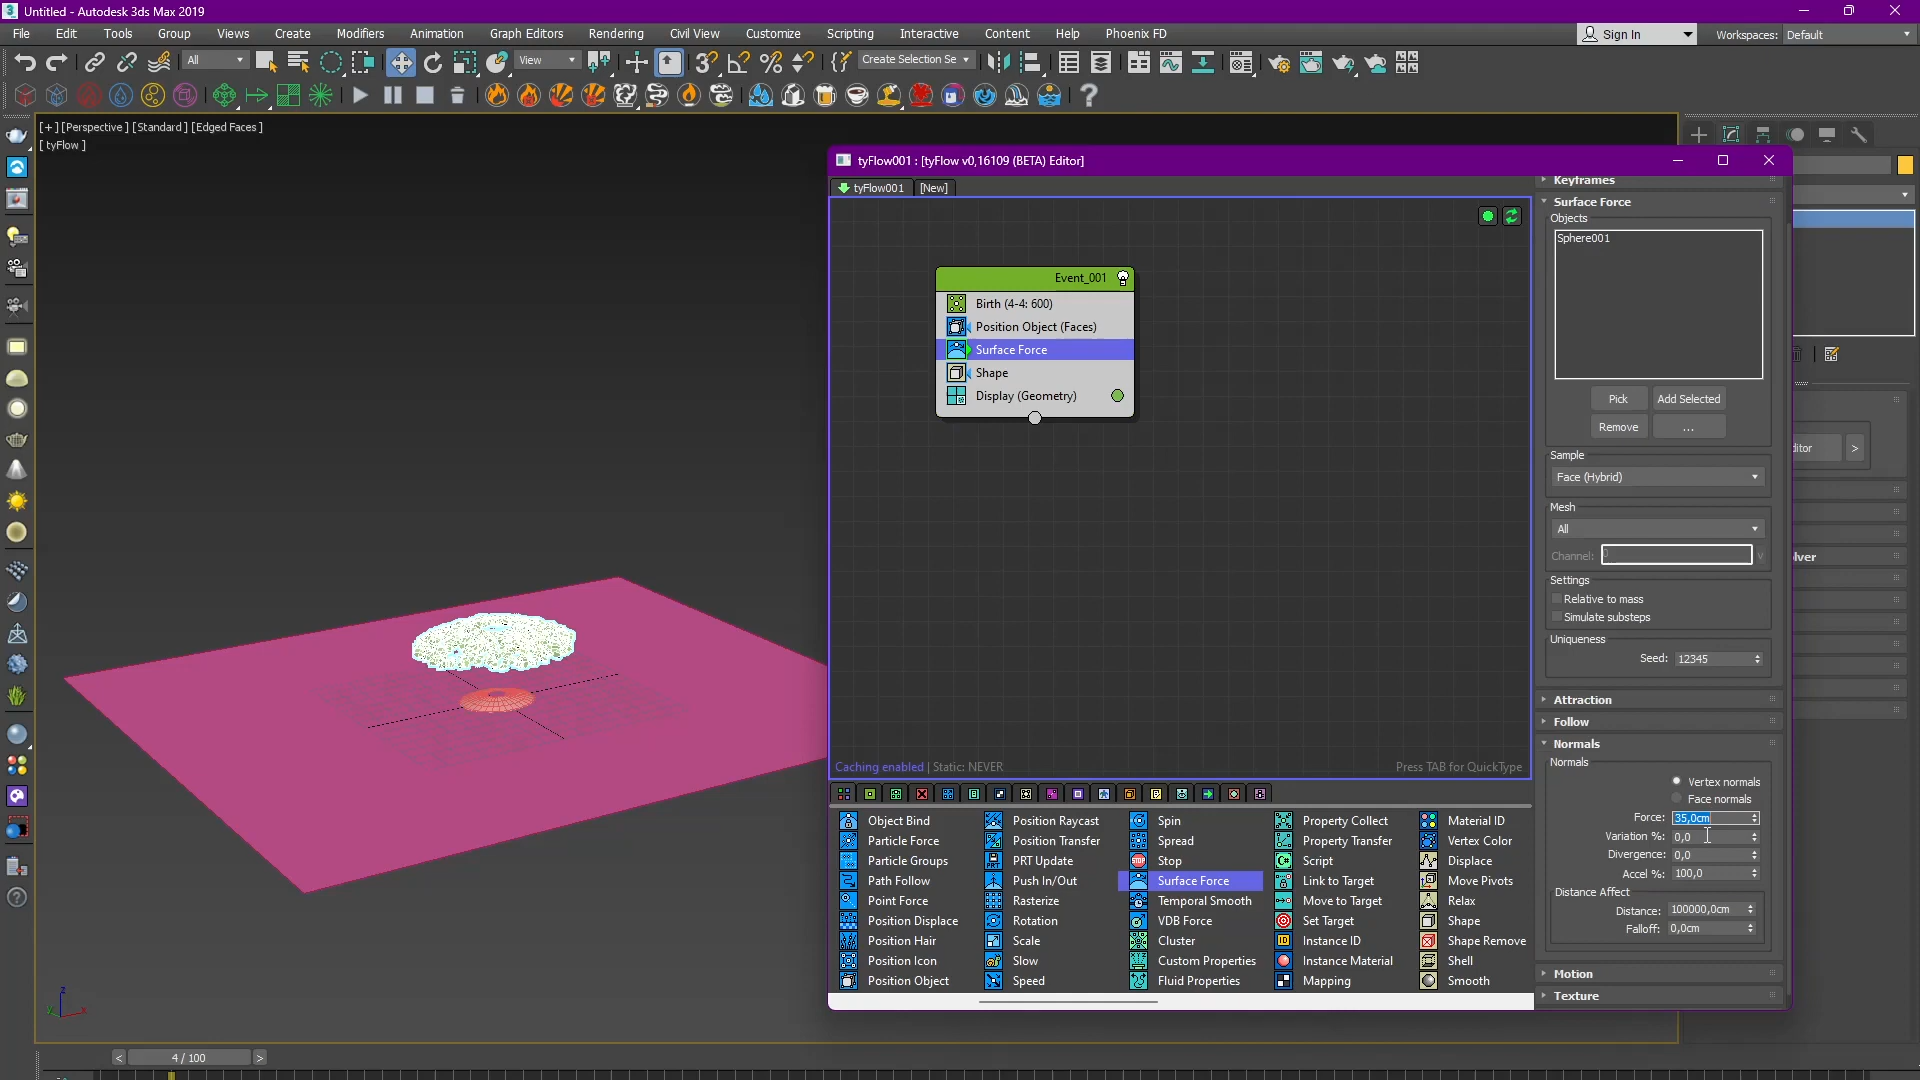 Untitled - Autodesk 3ds Max 2019
File Edit Tools Group Views Create Modifiers Animation Graph Editors Rendering Civil View Customize Scripting Interactive Content Help Phoenix FD
Sign In Workspaces: Default
All View Create Selection Se
[+] [Perspective ] [Standard ] [Edged Faces ]
[ tyFlow ]
tyFlow001 : [tyFlow v0,16109 (BETA) Editor]
tyFlow001 [New]
Event_001
Birth (4-4: 600)
Position Object (Faces)
Surface Force
Shape
Display (Geometry)
Caching enabled | Static: NEVER
Press TAB for QuickType
Keyframes
Surface Force
Objects
Sphere001
Pick Add Selected
Remove ...
Sample
Face (Hybrid)
Mesh
All
Channel: 0
Settings
Relative to mass
Simulate substeps
Uniqueness
Seed: 12345
Attraction
Follow
Normals
Normals
Vertex normals
Face normals
Force: 35,0cm
Variation %: 0,0
Divergence: 0,0
Accel %: 100,0
Distance Affect
Distance: 100000,0cm
Falloff: 0,0cm
Motion
Texture
ditor >
lver
Object Bind Position Raycast Spin Property Collect Material ID
Particle Force Position Transfer Spread Property Transfer Vertex Color
Particle Groups PRT Update Stop Script Displace
Path Follow Push In/Out Surface Force Link to Target Move Pivots
Point Force Rasterize Temporal Smooth Move to Target Relax
Position Displace Rotation VDB Force Set Target Shape
Position Hair Scale Cluster Instance ID Shape Remove
Position Icon Slow Custom Properties Instance Material Shell
Position Object Speed Fluid Properties Mapping Smooth
z
y x
< 4 / 100 >